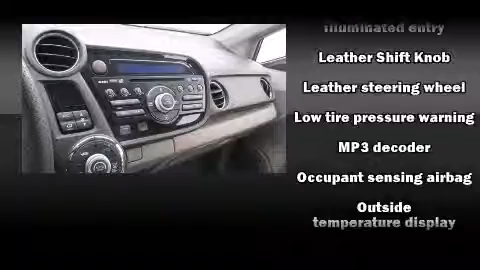 illuminated entry
Leather Shift Knob
Leather steering wheel
Low tire pressure warning
MP3 decoder
Occupant sensing airbag
Outside
temperature display